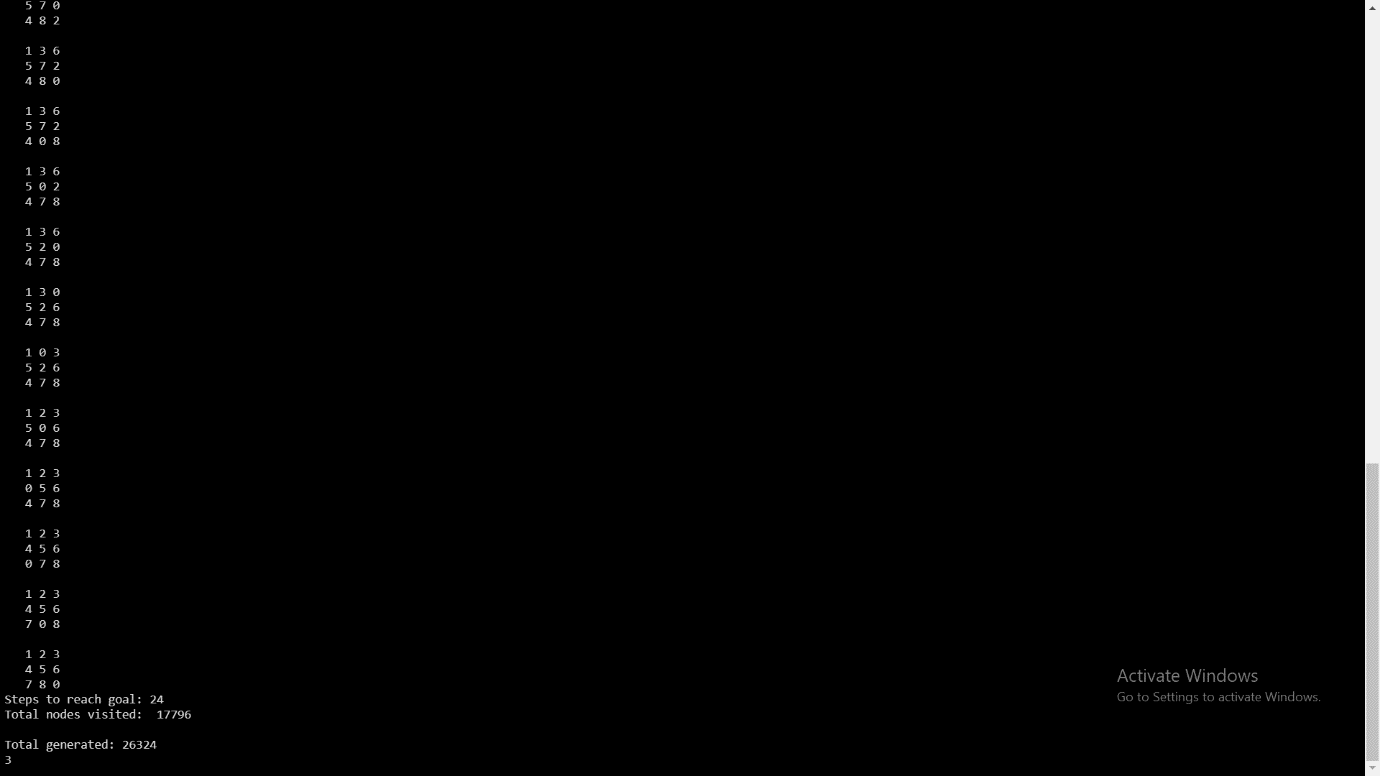 5 7 0
4 8 2
1 3 6
5 7 2
4 8 0
1 3 6
5 7 2
4 0 8
1 3 6
5 0 2
4 7 8
1 3 6
5 2 0
4 7 8
1 3 0
5 2 6
4 7 8
1 0 3
5 2 6
4 7 8
1 2 3
5 0 6
4 7 8
1 2 3
0 5 6
4 7 8
1 2 3
4 5 6
0 7 8
1 2 3
4 5 6
7 0 8
1 2 3
4 5 6
7 8 0
Steps to reach goal: 24
Total nodes visited:  17796
Total generated: 26324
3
Activate Windows
Go to Settings to activate Windows.